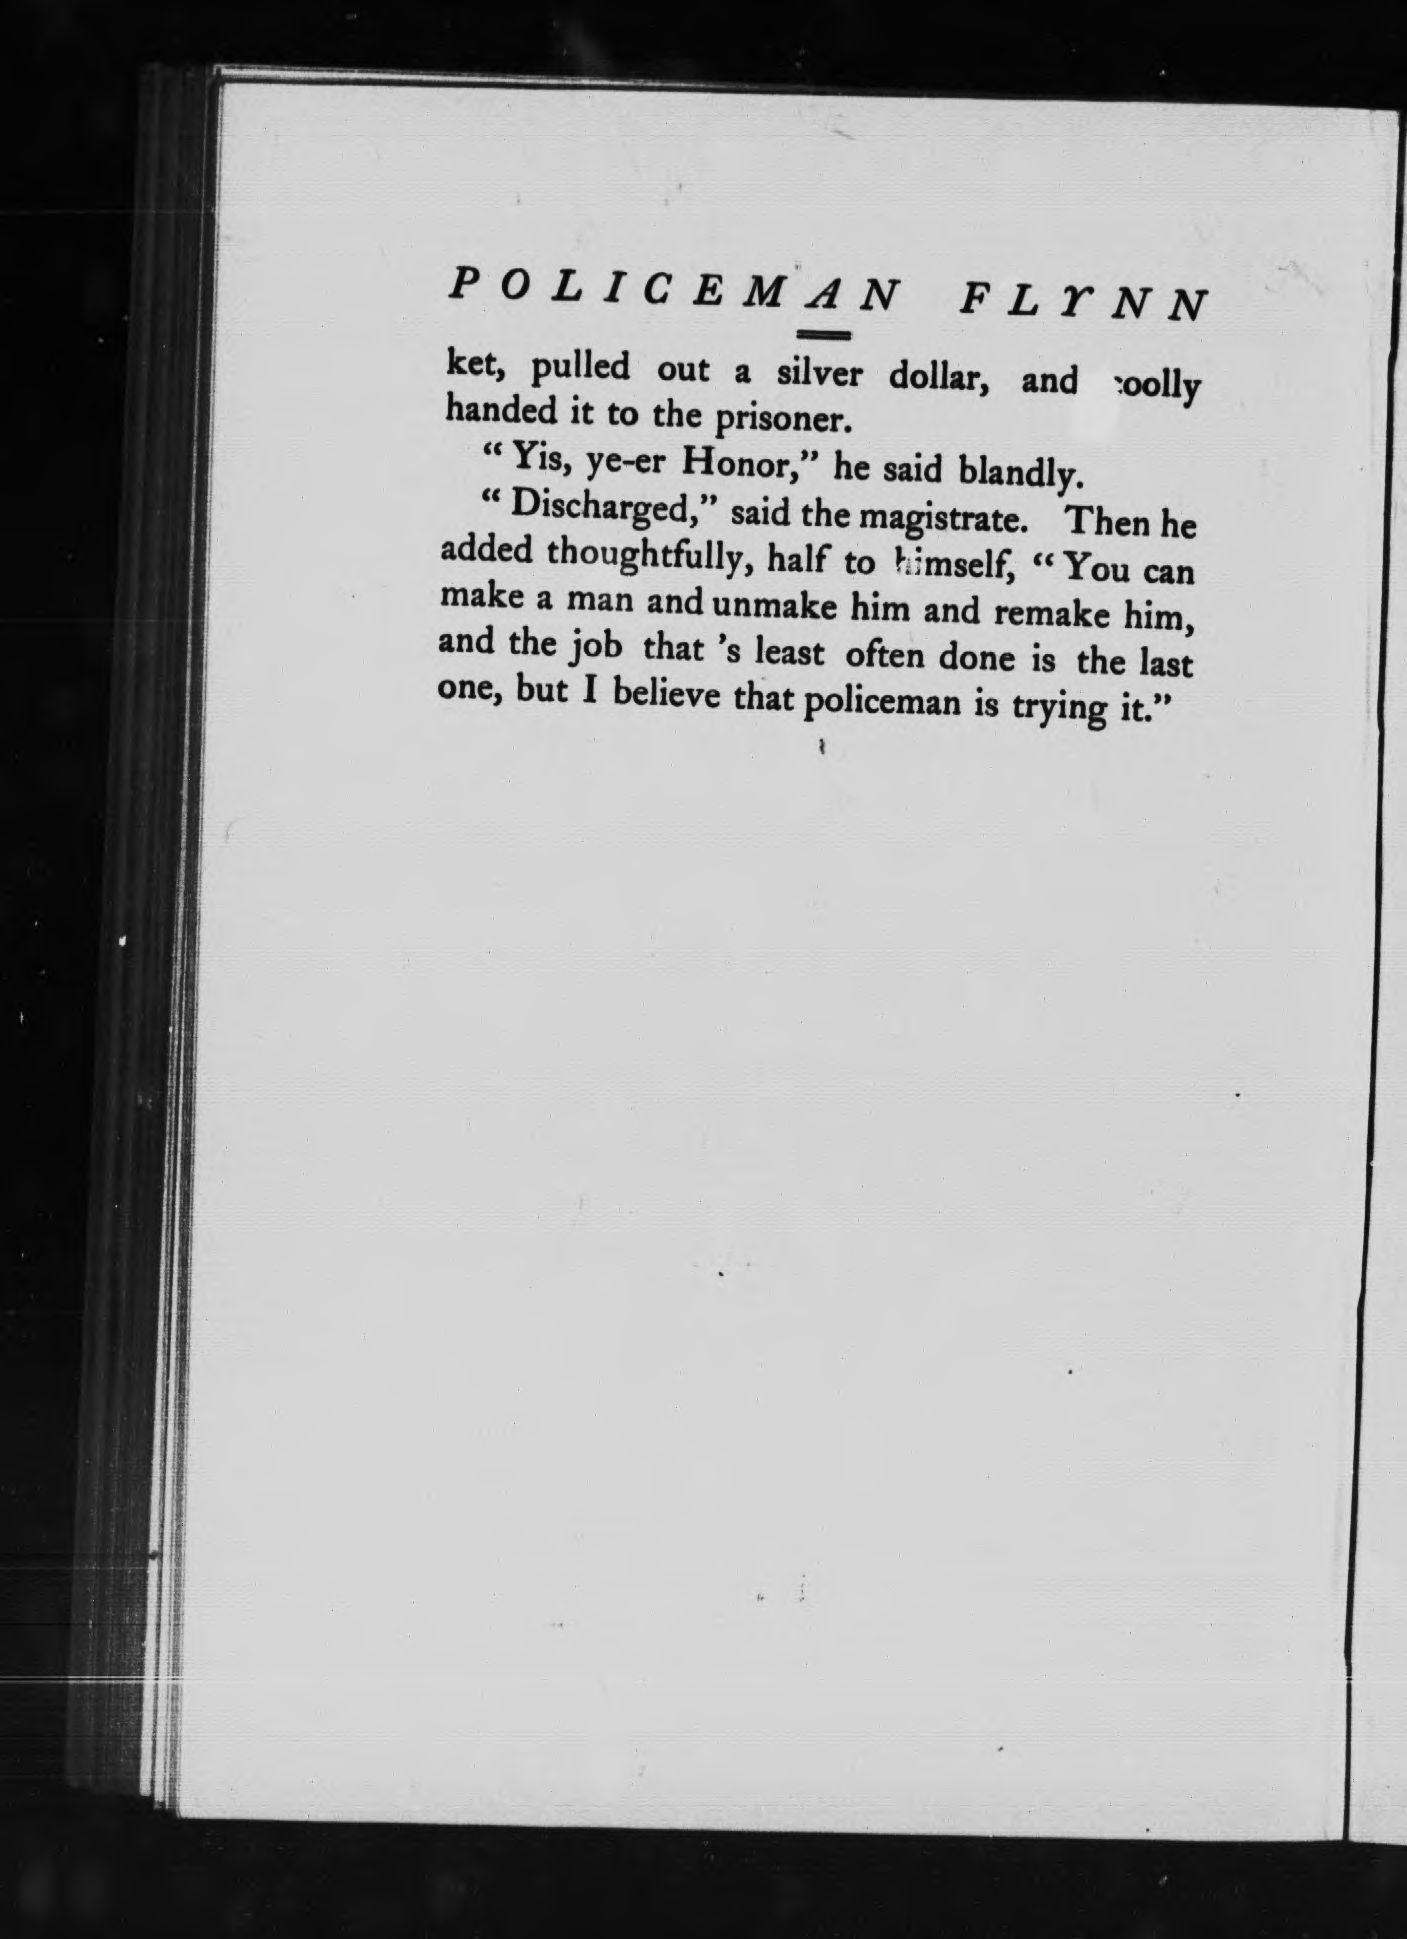 POLICEMAN FLYNN
ket, pulled out a silver dollar, and coolly
handed it to the prisoner.
“ Yis, ye-er Honor,” he said blandly.
“ Discharged,” said the magistrate. Then he
added thoughtfully, half to himself, “ You can
make a man and unmake him and remake him,
and the job that ’s least often done is the last
one, but I believe that policeman is trying it.”